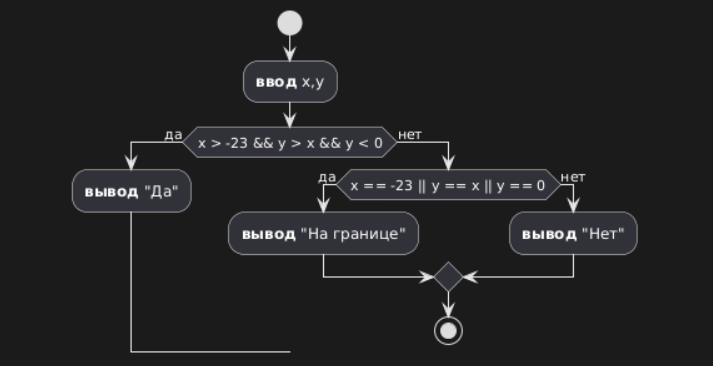 ввод x,y
да
x > -23 && y > x && y < 0
нет
вывод "Да"
да
x == -23 || y == x || y == 0
нет
вывод "На границе"
вывод "Нет"